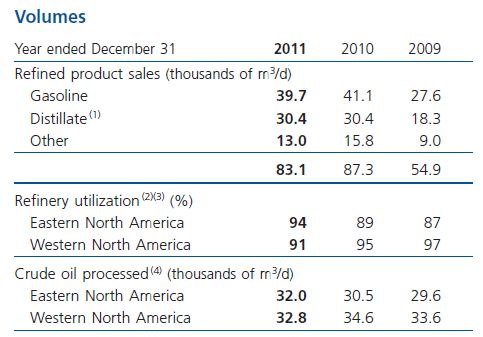 Volumes
Year ended December 31 2011 2010 2009
Refined product sales (thousands of m³/d)
Gasoline 39.7 41.1 27.6
Distillate (1) 30.4 30.4 18.3
Other 13.0 15.8 9.0
83.1 87.3 54.9
Refinery utilization (2)(3) (%)
Eastern North America 94 89 87
Western North America 91 95 97
Crude oil processed (4) (thousands of m³/d)
Eastern North America 32.0 30.5 29.6
Western North America 32.8 34.6 33.6